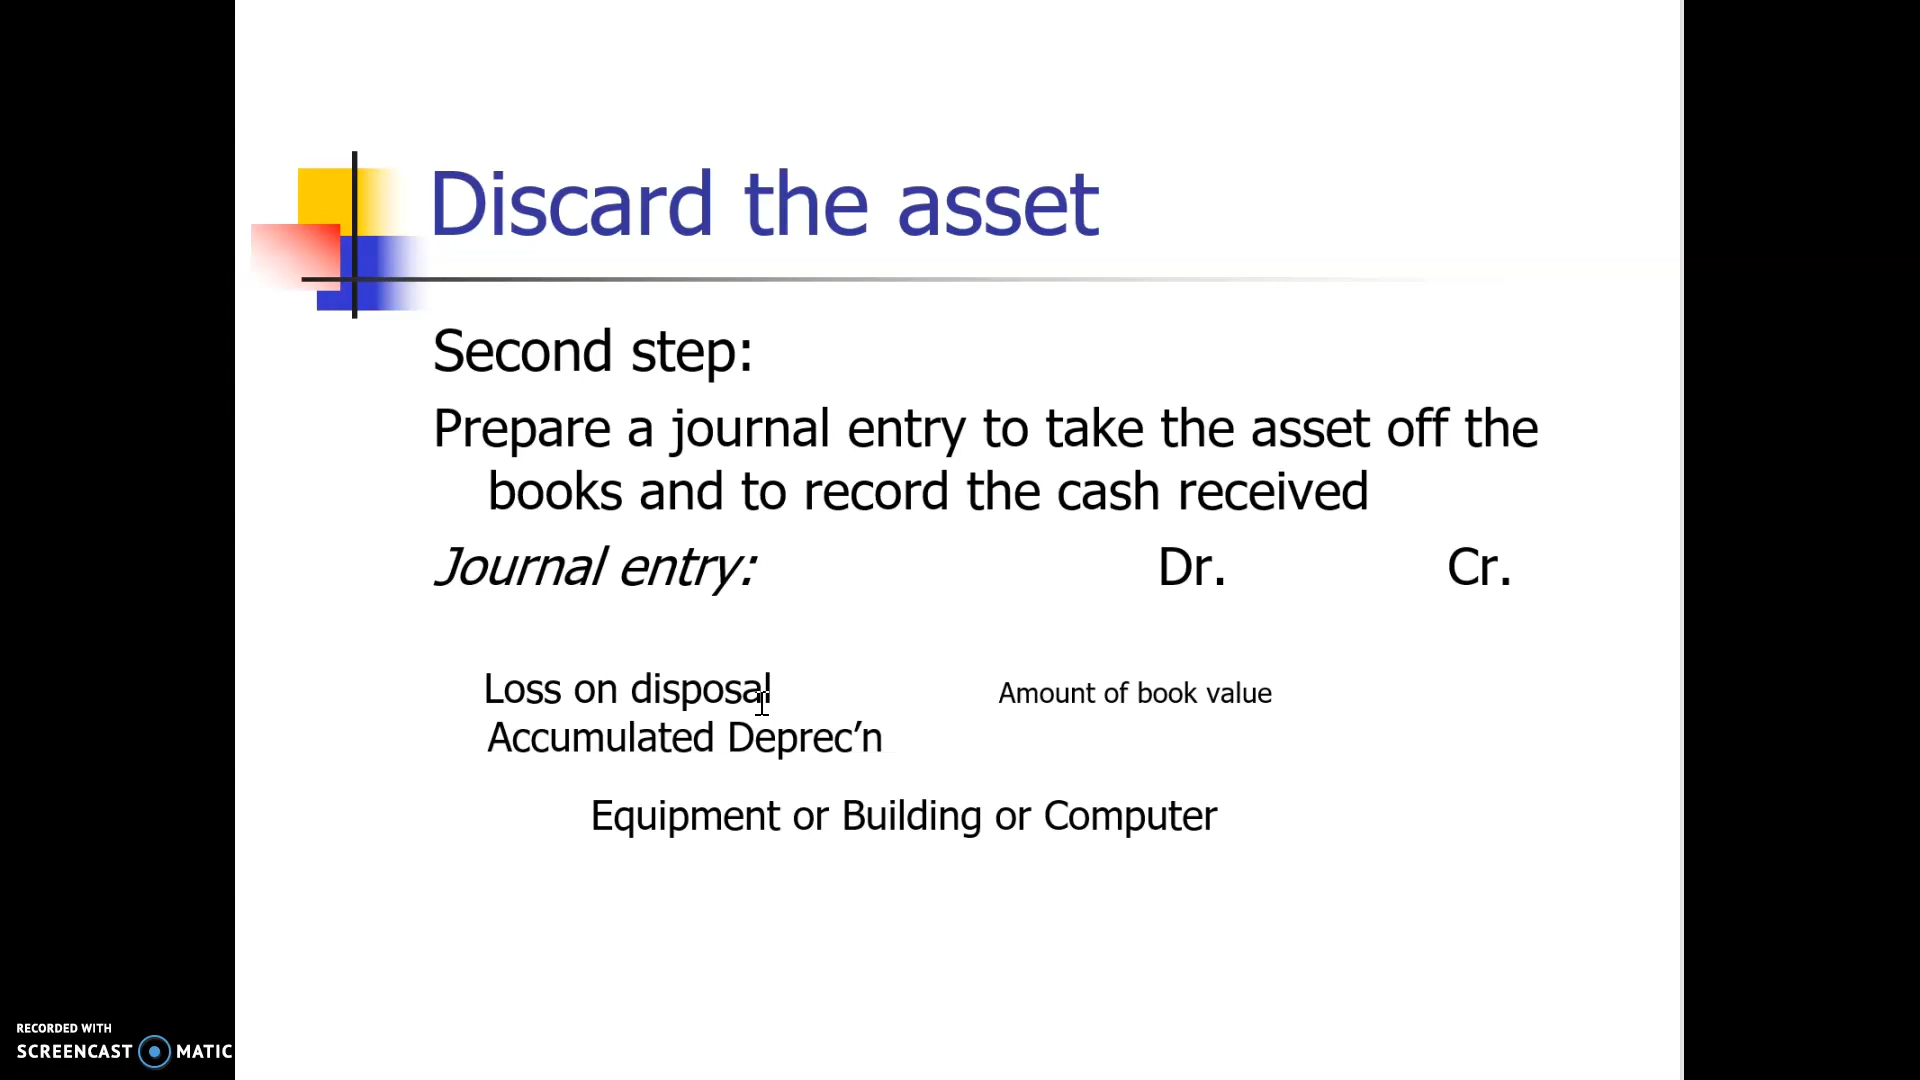 Discard the asset
Second step:
Prepare a journal entry to take the asset off the
books and to record the cash received
Journal entry: Dr. Cr.
Loss on disposal Amount of book value
Accumulated Deprec’n
Equipment or Building or Computer
RECORDED WITH
SCREENCAST MATIC